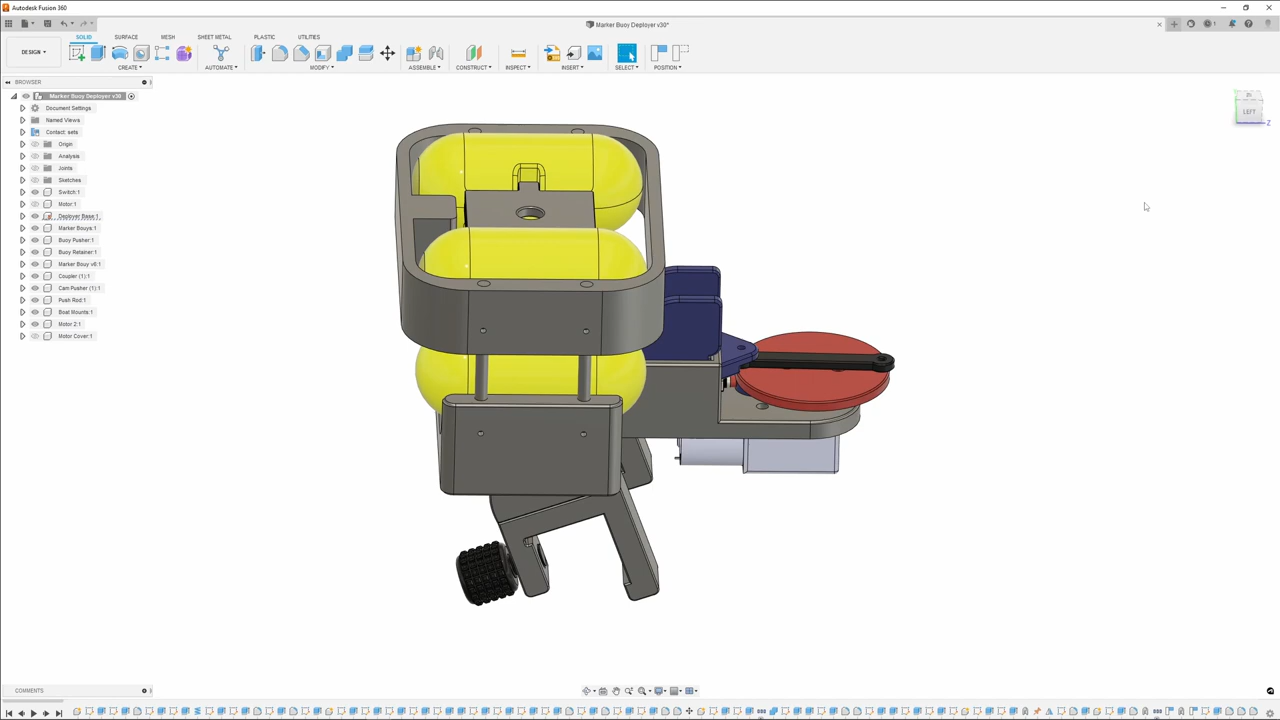 Autodesk Fusion 360
Marker Buoy Deployer v30*
1
DESIGN
SOLID SURFACE MESH SHEET METAL PLASTIC UTILITIES
CREATE AUTOMATE MODIFY ASSEMBLE CONSTRUCT INSPECT INSERT SELECT POSITION
BROWSER
Marker Buoy Deployer v30
Document Settings
Named Views
Contact: sets
Origin
Analysis
Joints
Sketches
Switch:1
Motor:1
Deployer Base:1
Marker Bouys:1
Buoy Pusher:1
Buoy Retainer:1
Marker Bouy v6:1
Coupler (1):1
Cam Pusher (1):1
Push Rod:1
Boat Mounts:1
Motor 2:1
Motor Cover:1
LEFT
Z
COMMENTS